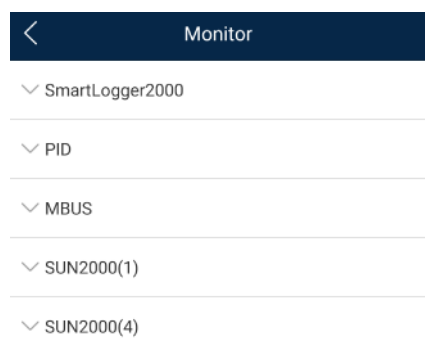 Monitor
SmartLogger2000
PID
MBUS
SUN2000(1)
SUN2000(4)